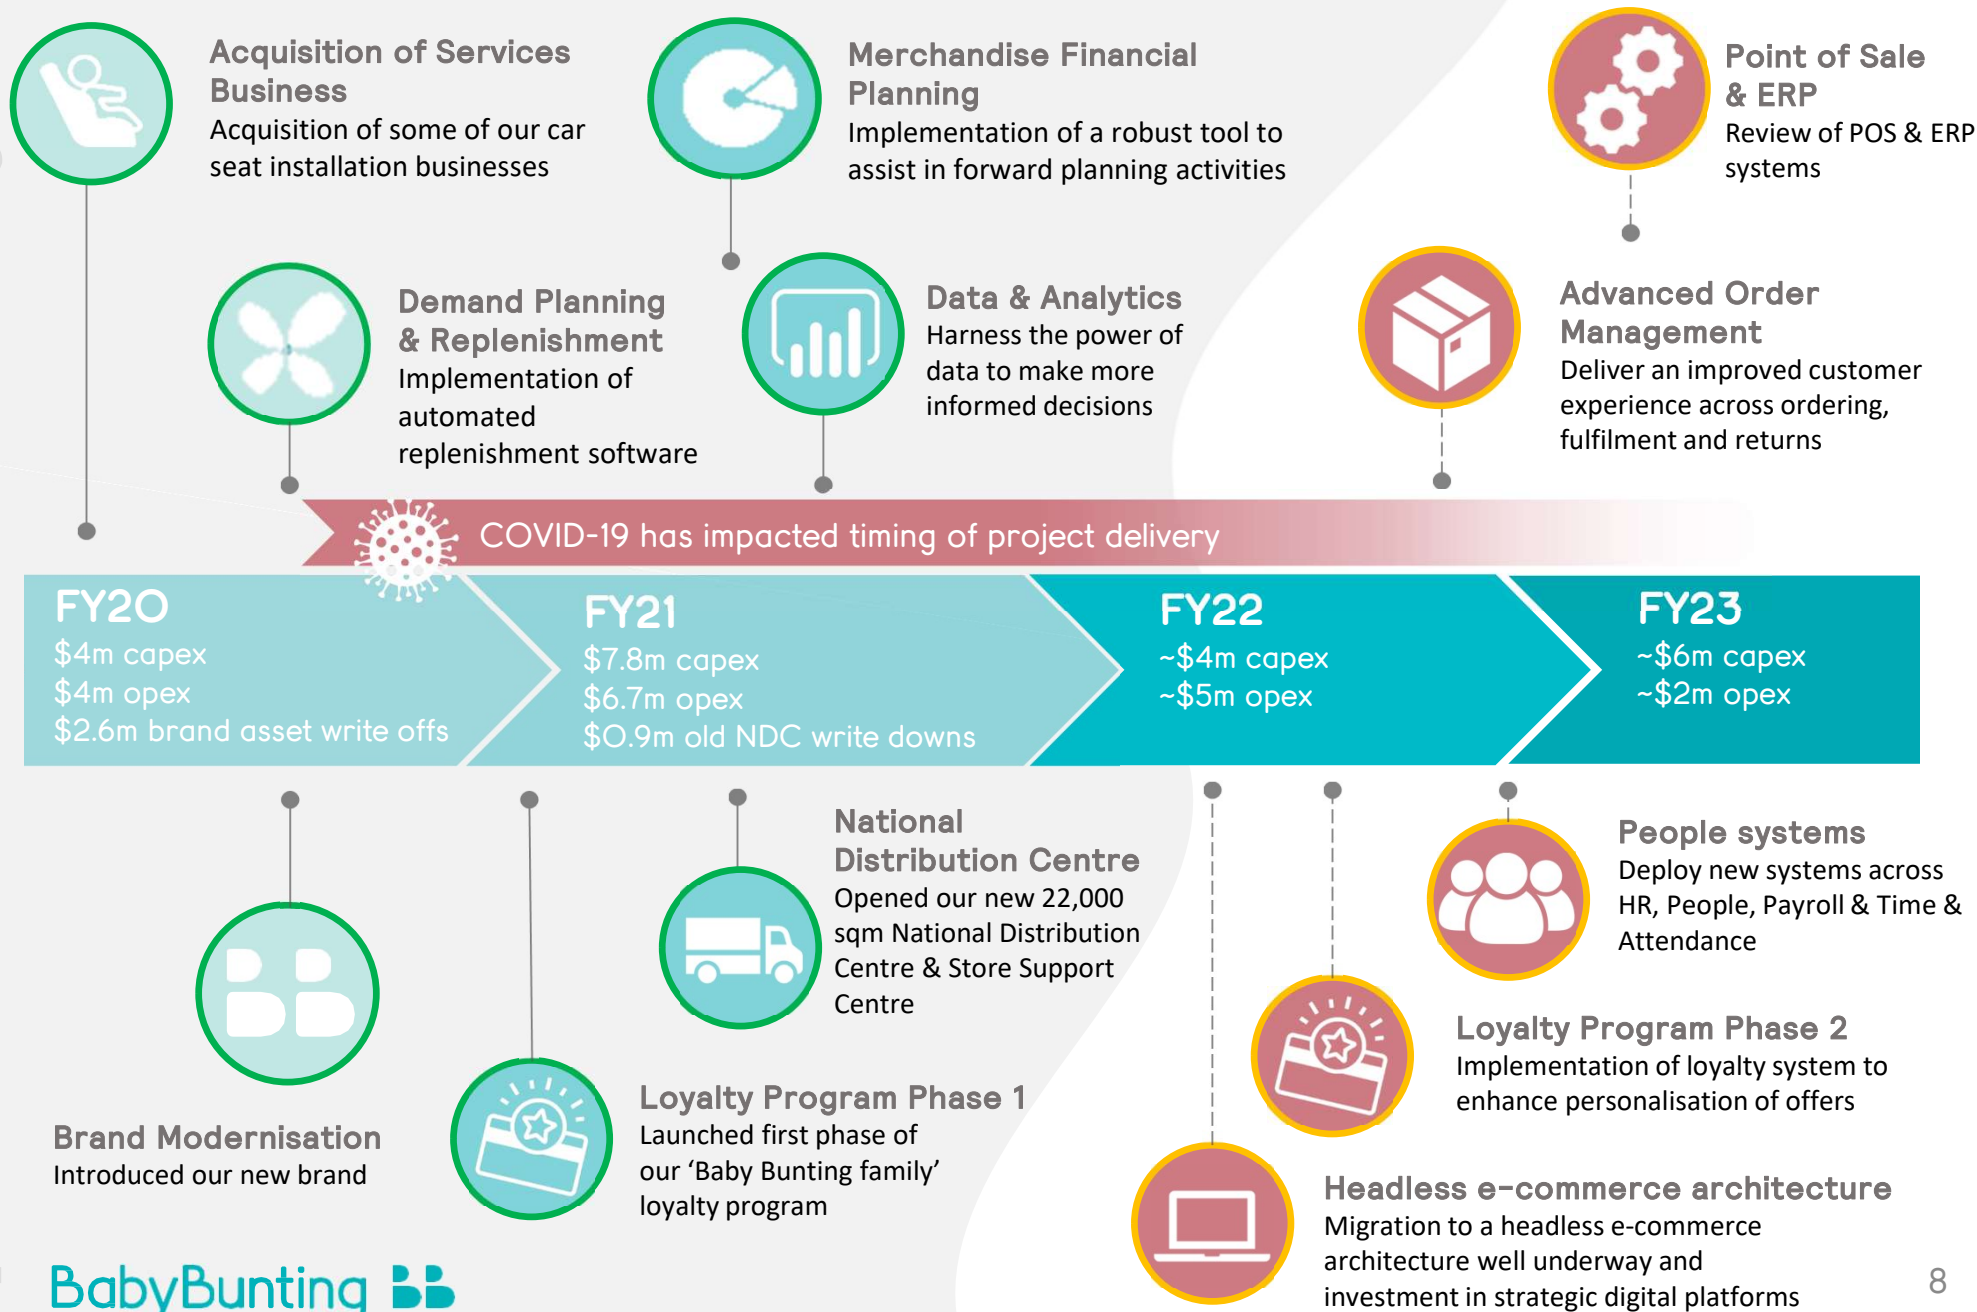 Acquisition of Services
Business
Acquisition of some of our car
seat installation businesses
Merchandise Financial
Planning
Implementation of a robust tool to
assist in forward planning activities
Point of Sale
& ERP
Review of POS & ERP
systems
Demand Planning
& Replenishment
Implementation of
automated
replenishment software
Data & Analytics
Harness the power of
data to make more
informed decisions
Advanced Order
Management
Deliver an improved customer
experience across ordering,
fulfilment and returns
COVID-19 has impacted timing of project delivery
FY20
$4m capex
$4m opex
$2.6m brand asset write offs
FY21
$7.8m capex
$6.7m opex
$0.9m old NDC write downs
FY22
~$4m capex
~$5m opex
FY23
~$6m capex
~$2m opex
National
Distribution Centre
Opened our new 22,000
sqm National Distribution
Centre & Store Support
Centre
People systems
Deploy new systems across
HR, People, Payroll & Time &
Attendance
Brand Modernisation
Introduced our new brand
Loyalty Program Phase 1
Launched first phase of
our ‘Baby Bunting family’
loyalty program
Loyalty Program Phase 2
Implementation of loyalty system to
enhance personalisation of offers
Headless e-commerce architecture
Migration to a headless e-commerce
architecture well underway and
investment in strategic digital platforms
BabyBunting
8